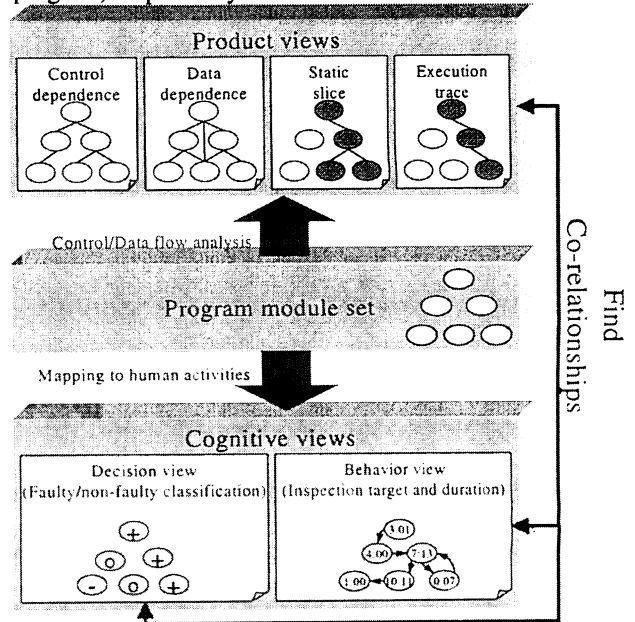 Product views
Control
dependence
Data
dependence
Static
slice
Execution
trace
Control/Data flow analysis
Program module set
Mapping to human activities
Cognitive views
Decision view
(Faulty/non-faulty classification)
+
o
+
-
o
+
Behavior view
(Inspection target and duration)
3.01
4.00
7.13
1.00
10.11
0.07
Find
Co-relationships